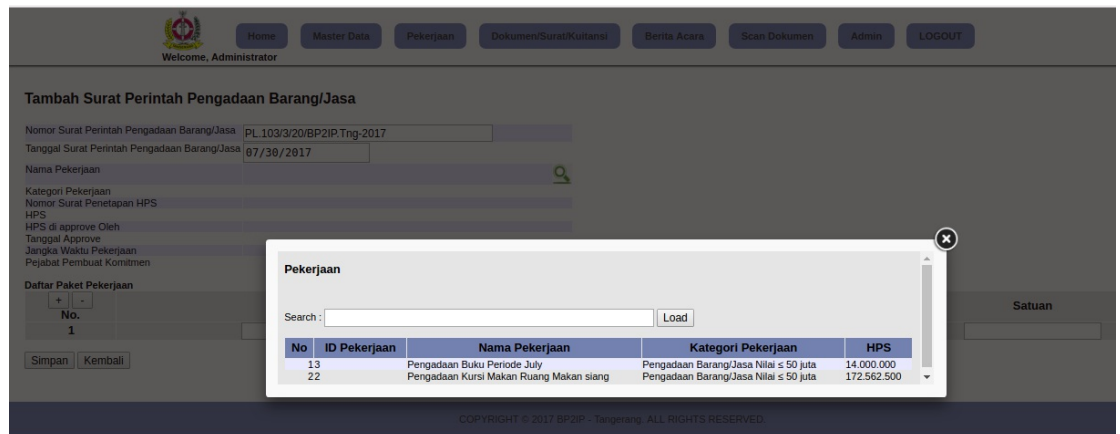 Home Master Data Pekerjaan Dokumen/Surat/Kuitansi Berita Acara Scan Dokumen Admin LOGOUT
Welcome, Administrator
Tambah Surat Perintah Pengadaan Barang/Jasa
Nomor Surat Perintah Pengadaan Barang/Jasa PL.103/3/20/BP2IP.Tng-2017
Tanggal Surat Perintah Pengadaan Barang/Jasa 07/30/2017
Nama Pekerjaan
Kategori Pekerjaan
Nomor Surat Penetapan HPS
HPS
HPS di approve Oleh
Tanggal Approve
Jangka Waktu Pekerjaan
Pejabat Pembuat Komitmen
Daftar Paket Pekerjaan
+ -
No. Satuan
1
Simpan Kembali
Pekerjaan
Search : Load
No ID Pekerjaan Nama Pekerjaan Kategori Pekerjaan HPS
1 3 Pengadaan Buku Periode July Pengadaan Barang/Jasa Nilai ≤ 50 juta 14.000.000
2 2 Pengadaan Kursi Makan Ruang Makan siang Pengadaan Barang/Jasa Nilai ≤ 50 juta 172.562.500
COPYRIGHT © 2017 BP2IP - Tangerang. ALL RIGHTS RESERVED.